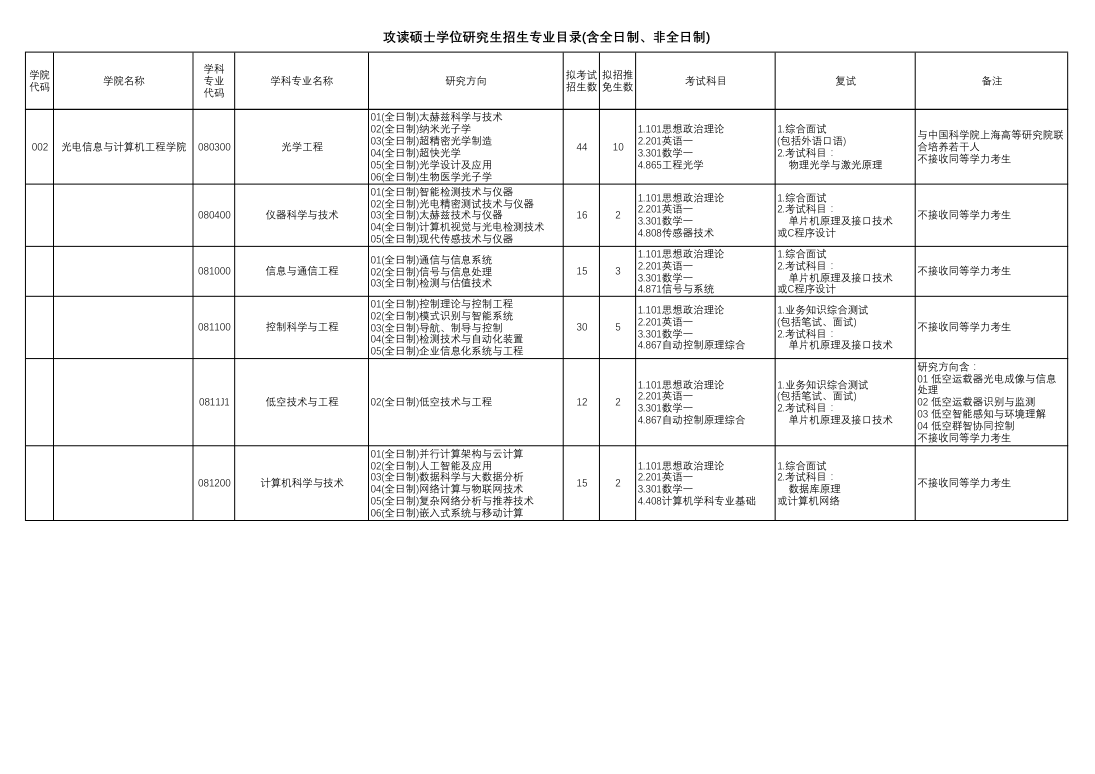 攻读硕士学位研究生招生专业目录(含全日制、非全日制)
学院
代码
学院名称
学科
专业
代码
学科专业名称
研究方向
拟考试
招生数
拟招推
免生数
考试科目
复试
备注
002
光电信息与计算机工程学院
080300
光学工程
01(全日制)太赫兹科学与技术
02(全日制)纳米光子学
03(全日制)超精密光学制造
04(全日制)超快光学
05(全日制)光学设计及应用
06(全日制)生物医学光子学
44
10
1.101思想政治理论
2.201英语一
3.301数学一
4.865工程光学
1.综合面试
(包括外语口语)
2.考试科目：
物理光学与激光原理
与中国科学院上海高等研究院联
合培养若干人
不接收同等学力考生
080400
仪器科学与技术
01(全日制)智能检测技术与仪器
02(全日制)光电精密测试技术与仪器
03(全日制)太赫兹技术与仪器
04(全日制)计算机视觉与光电检测技术
05(全日制)现代传感技术与仪器
16
2
1.101思想政治理论
2.201英语一
3.301数学一
4.808传感器技术
1.综合面试
2.考试科目：
单片机原理及接口技术
或C程序设计
不接收同等学力考生
081000
信息与通信工程
01(全日制)通信与信息系统
02(全日制)信号与信息处理
03(全日制)检测与估值技术
15
3
1.101思想政治理论
2.201英语一
3.301数学一
4.871信号与系统
1.综合面试
2.考试科目：
单片机原理及接口技术
或C程序设计
不接收同等学力考生
081100
控制科学与工程
01(全日制)控制理论与控制工程
02(全日制)模式识别与智能系统
03(全日制)导航、制导与控制
04(全日制)检测技术与自动化装置
05(全日制)企业信息化系统与工程
30
5
1.101思想政治理论
2.201英语一
3.301数学一
4.867自动控制原理综合
1.业务知识综合测试
(包括笔试、面试)
2.考试科目：
单片机原理及接口技术
不接收同等学力考生
0811J1
低空技术与工程
02(全日制)低空技术与工程
12
2
1.101思想政治理论
2.201英语一
3.301数学一
4.867自动控制原理综合
1.业务知识综合测试
(包括笔试、面试)
2.考试科目：
单片机原理及接口技术
研究方向含：
01 低空运载器光电成像与信息
处理
02 低空运载器识别与监测
03 低空智能感知与环境理解
04 低空群智协同控制
不接收同等学力考生
081200
计算机科学与技术
01(全日制)并行计算架构与云计算
02(全日制)人工智能及应用
03(全日制)数据科学与大数据分析
04(全日制)网络计算与物联网技术
05(全日制)复杂网络分析与推荐技术
06(全日制)嵌入式系统与移动计算
15
2
1.101思想政治理论
2.201英语一
3.301数学一
4.408计算机学科专业基础
1.综合面试
2.考试科目：
数据库原理
或计算机网络
不接收同等学力考生